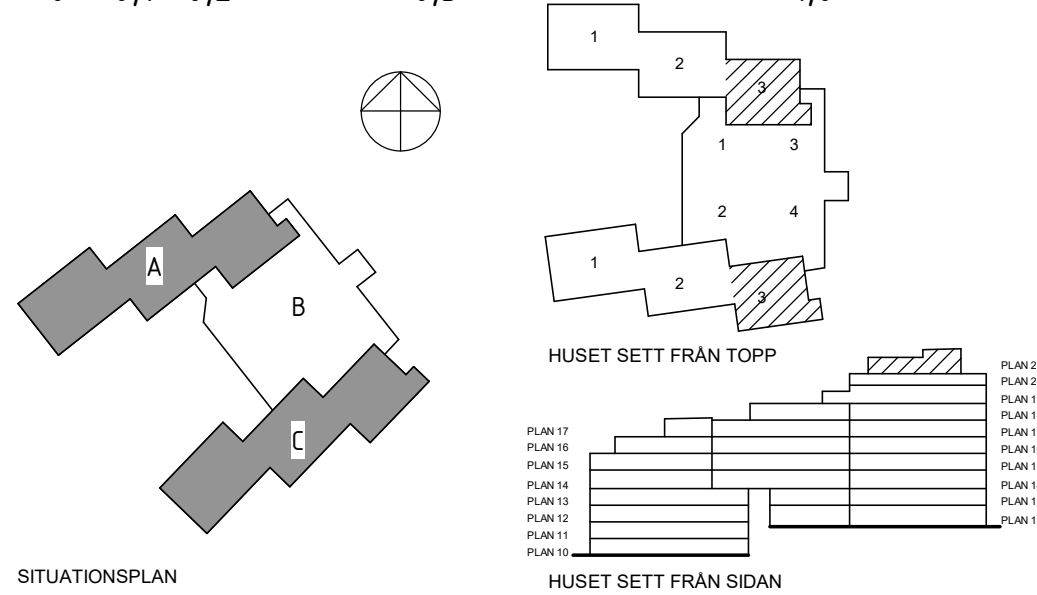 1
2
3
1 3
2 4
1
2
3
A
B
C
HUSET SETT FRÅN TOPP
PLAN 2
PLAN 2
PLAN 1
PLAN 1
PLAN 17 PLAN 1
PLAN 16 PLAN 1
PLAN 15 PLAN 1
PLAN 14 PLAN 1
PLAN 13 PLAN 1
PLAN 12 PLAN 1
PLAN 11
PLAN 10
SITUATIONSPLAN
HUSET SETT FRÅN SIDAN